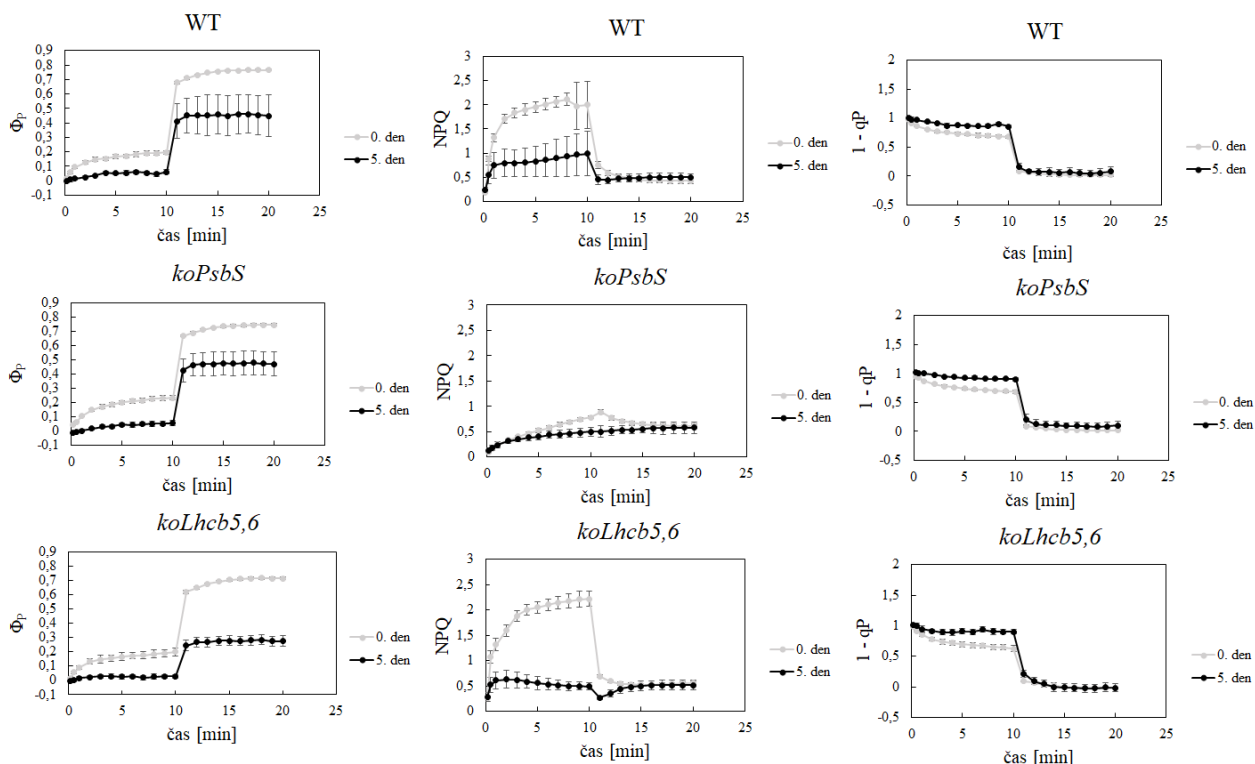 WT
0,9
0,8
0,7
0,6
0,5
0,4
0,3
0,2
0,1
0
-0,1
Φₚ
0 5 10 15 20 25
čas [min]
0. den
5. den
WT
3
2,5
2
1,5
1
0,5
0
NPQ
0 5 10 15 20 25
čas [min]
0. den
5. den
WT
2
1,5
1
0,5
0
-0,5
1 - qP
0 5 10 15 20 25
čas [min]
0. den
5. den
koPsbS
0,9
0,8
0,7
0,6
0,5
0,4
0,3
0,2
0,1
0
-0,1
Φₚ
0 5 10 15 20 25
čas [min]
0. den
5. den
koPsbS
3
2,5
2
1,5
1
0,5
0
NPQ
0 5 10 15 20 25
čas [min]
0. den
5. den
koPsbS
2
1,5
1
0,5
0
-0,5
1 - qP
0 5 10 15 20 25
čas [min]
0. den
5. den
koLhcb5,6
0,9
0,8
0,7
0,6
0,5
0,4
0,3
0,2
0,1
0
-0,1
Φₚ
0 5 10 15 20 25
čas [min]
0. den
5. den
koLhcb5,6
3
2,5
2
1,5
1
0,5
0
NPQ
0 5 10 15 20 25
čas [min]
0. den
5. den
koLhcb5,6
2
1,5
1
0,5
0
-0,5
1 - qP
0 5 10 15 20 25
čas [min]
0. den
5. den